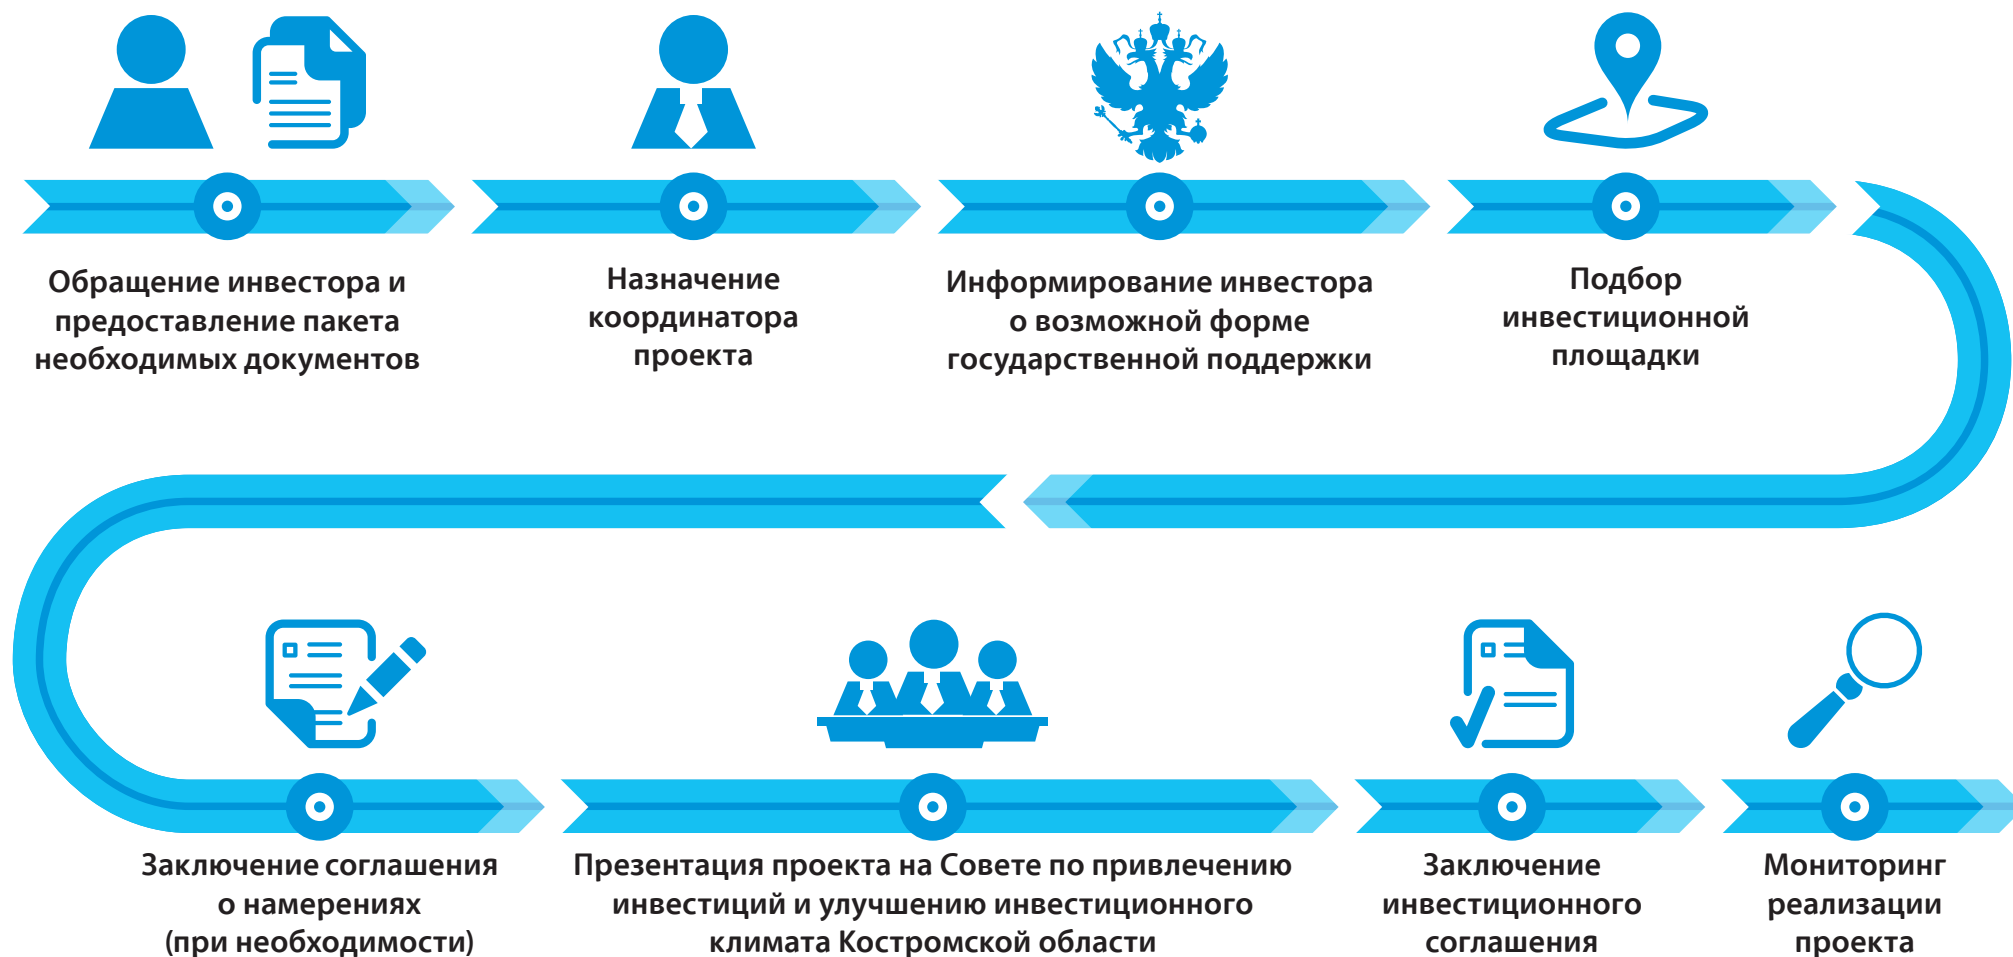 Обращение инвестора и
предоставление пакета
необходимых документов
Назначение
координатора
проекта
Информирование инвестора
о возможной форме
государственной поддержки
Подбор
инвестиционной
площадки
Заключение соглашения
о намерениях
(при необходимости)
Презентация проекта на Совете по привлечению
инвестиций и улучшению инвестиционного
климата Костромской области
Заключение
инвестиционного
соглашения
Мониторинг
реализации
проекта